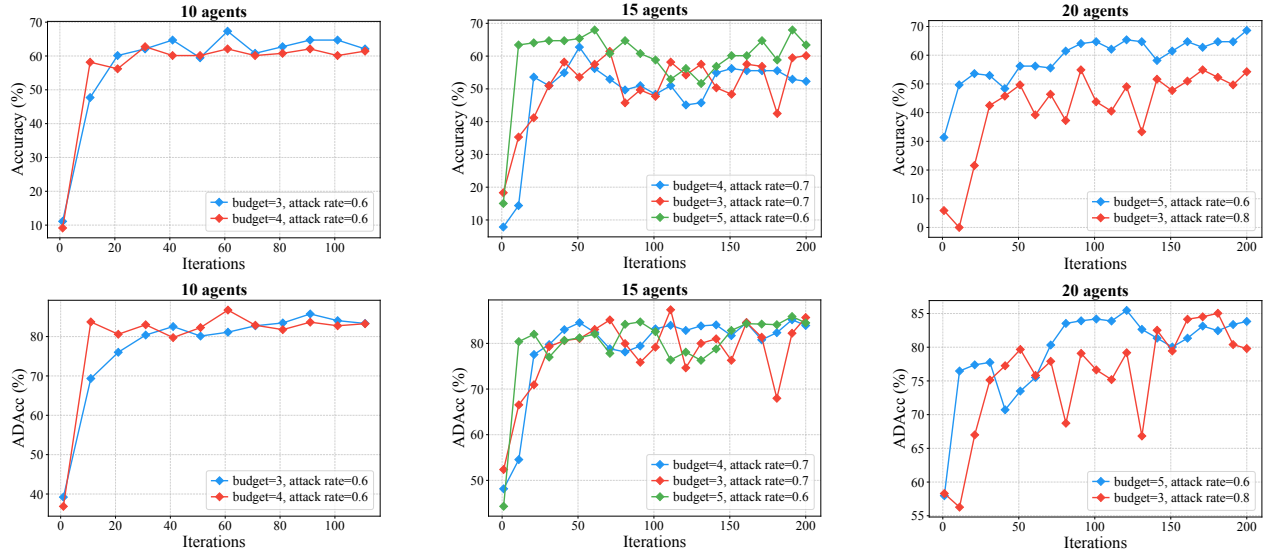 10 agents
Accuracy (%)
70
60
50
40
30
20
10
0
20
40
60
80
100
Iterations
budget=3, attack rate=0.6
budget=4, attack rate=0.6
15 agents
Accuracy (%)
70
60
50
40
30
20
10
0
50
100
150
200
Iterations
budget=4, attack rate=0.7
budget=3, attack rate=0.7
budget=5, attack rate=0.6
20 agents
Accuracy (%)
70
60
50
40
30
20
10
0
0
50
100
150
200
Iterations
budget=5, attack rate=0.6
budget=3, attack rate=0.8
10 agents
ADAcc (%)
80
70
60
50
40
0
20
40
60
80
100
Iterations
budget=3, attack rate=0.6
budget=4, attack rate=0.6
15 agents
ADAcc (%)
80
70
60
50
0
50
100
150
200
Iterations
budget=4, attack rate=0.7
budget=3, attack rate=0.7
budget=5, attack rate=0.6
20 agents
ADAcc (%)
85
80
75
70
65
60
55
0
50
100
150
200
Iterations
budget=5, attack rate=0.6
budget=3, attack rate=0.8